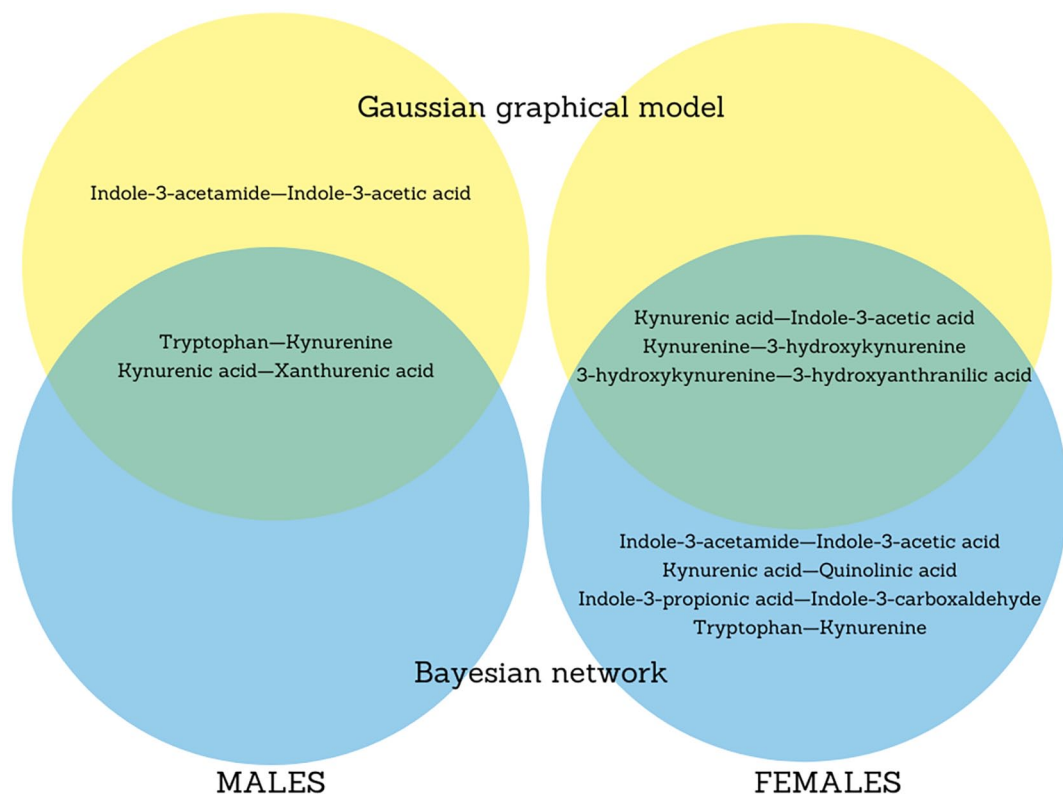 Gaussian graphical model
Indole-3-acetamide—Indole-3-acetic acid
Tryptophan—Kynurenine
Kynurenic acid—Xanthurenic acid
Kynurenic acid—Indole-3-acetic acid
Kynurenine—3-hydroxykynurenine
3-hydroxykynurenine—3-hydroxyanthranilic acid
Indole-3-acetamide—Indole-3-acetic acid
Kynurenic acid—Quinolinic acid
Indole-3-propionic acid—Indole-3-carboxaldehyde
Tryptophan—Kynurenine
Bayesian network
MALES
FEMALES